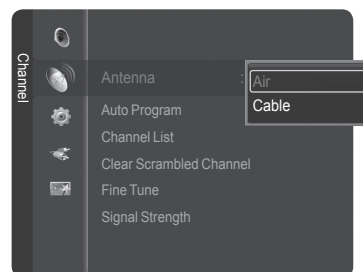 Channel
Antenna : Air
Cable
Auto Program
Channel List
Clear Scrambled Channel
Fine Tune
Signal Strength